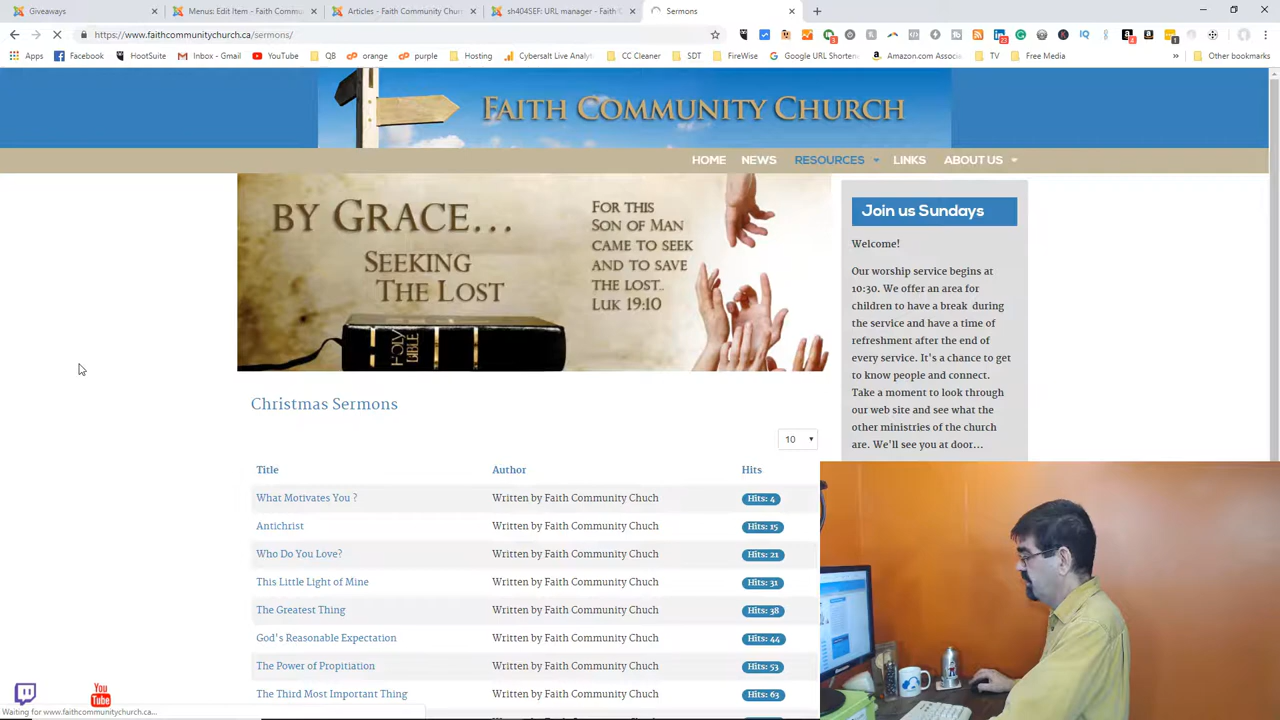 Giveaways
Menus: Edit Item - Faith Commu
Articles - Faith Community Churc
sh404SEF: URL manager - Faith C
Sermons
https://www.faithcommunitychurch.ca/sermons/
Apps
Facebook
HootSuite
Inbox - Gmail
YouTube
QB
orange
purple
Hosting
Cybersalt Live Analy
CC Cleaner
SDT
FireWise
Google URL Shorten
Amazon.com Associ
TV
Free Media
»
Other bookmarks
FAITH COMMUNITY CHURCH
HOME NEWS RESOURCES LINKS ABOUT US
BY GRACE...
SEEKING
THE LOST
FOR THIS
SON OF MAN
CAME TO SEEK
AND TO SAVE
THE LOST..
LUK 19:10
HOLY
BIBLE
Join us Sundays
Welcome!
Our worship service begins at
10:30. We offer an area for
children to have a break during
the service and have a time of
refreshment after the end of
every service. It's a chance to get
to know people and connect.
Take a moment to look through
our web site and see what the
other ministries of the church
are. We'll see you at door...
Christmas Sermons
10
Title Author Hits
What Motivates You ? Written by Faith Community Chuch Hits: 4
Antichrist Written by Faith Community Chuch Hits: 15
Who Do You Love? Written by Faith Community Chuch Hits: 21
This Little Light of Mine Written by Faith Community Chuch Hits: 31
The Greatest Thing Written by Faith Community Chuch Hits: 38
God's Reasonable Expectation Written by Faith Community Chuch Hits: 44
The Power of Propitiation Written by Faith Community Chuch Hits: 53
The Third Most Important Thing Written by Faith Community Chuch Hits: 63
You
Tube
Waiting for www.faithcommunitychurch.ca...